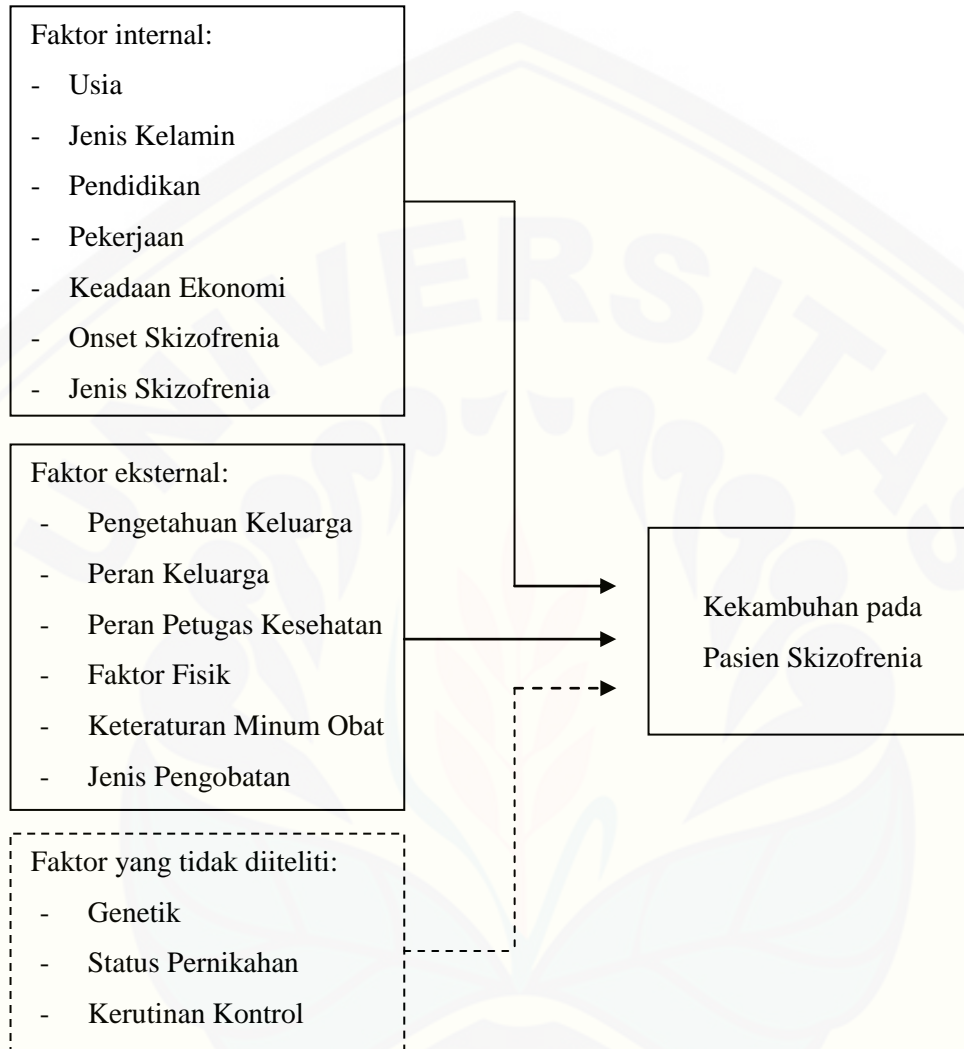 Faktor internal:
- Usia
- Jenis Kelamin
- Pendidikan
- Pekerjaan
- Keadaan Ekonomi
- Onset Skizofrenia
- Jenis Skizofrenia
Faktor eksternal:
- Pengetahuan Keluarga
- Peran Keluarga
- Peran Petugas Kesehatan
- Faktor Fisik
- Keteraturan Minum Obat
- Jenis Pengobatan
Faktor yang tidak diiteliti:
- Genetik
- Status Pernikahan
- Kerutinan Kontrol
Kekambuhan pada
Pasien Skizofrenia
UNIVERSITAS